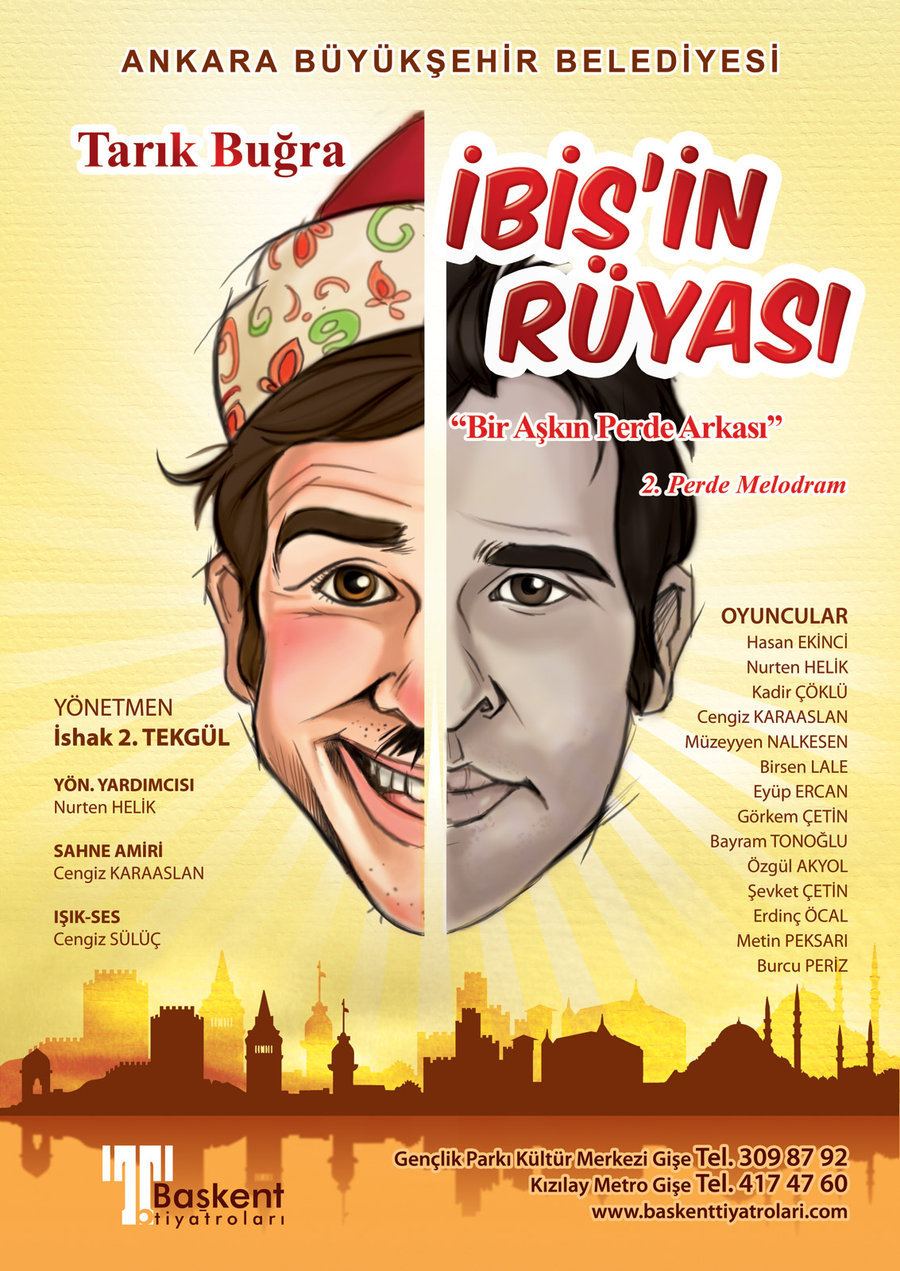 ANKARA BÜYÜKŞEHİR BELEDİYESİ
Tarık Buğra
İBİŞ'İN
RÜYASI
“Bir Aşkın Perde Arkası”
2. Perde Melodram
YÖNETMEN
İshak 2. TEKGÜL
YÖN. YARDIMCISI
Nurten HELİK
SAHNE AMİRİ
Cengiz KARAASLAN
IŞIK-SES
Cengiz SÜLÜÇ
OYUNCULAR
Hasan EKİNCİ
Nurten HELİK
Kadir ÇÖKLÜ
Cengiz KARAASLAN
Müzeyyen NALKESEN
Birsen LALE
Eyüp ERCAN
Görkem ÇETİN
Bayram TONOĞLU
Özgül AKYOL
Şevket ÇETİN
Erdinç ÖCAL
Metin PEKSARI
Burcu PERİZ
Başkent
tiyatroları
Gençlik Parkı Kültür Merkezi Gişe Tel. 309 87 92
Kızılay Metro Gişe Tel. 417 47 60
www.baskenttiyatrolari.com